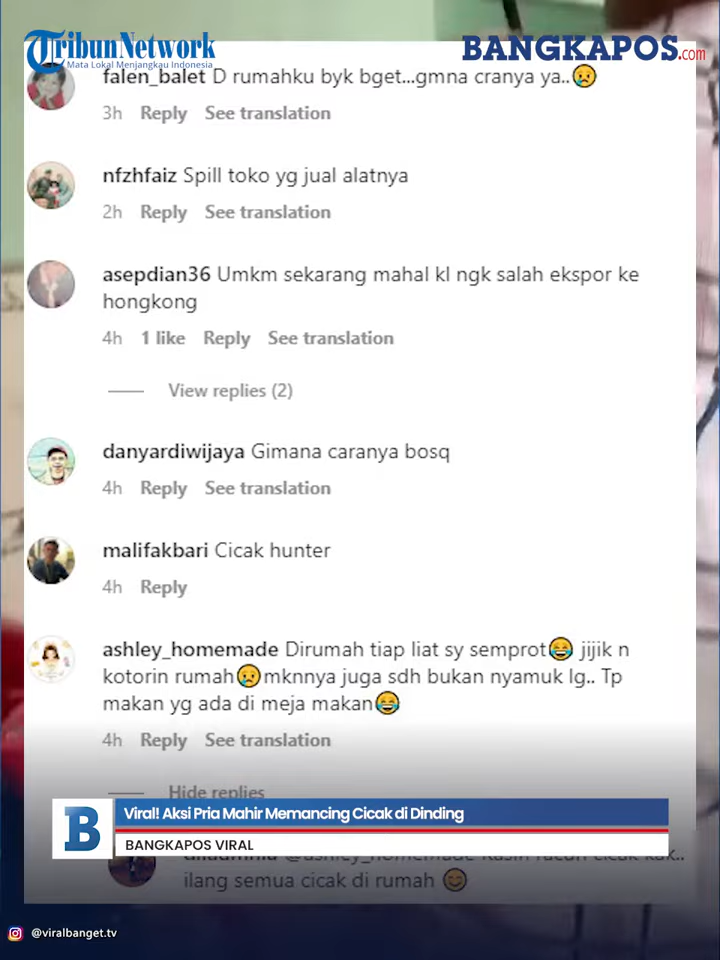 TribunNetwork
Mata Lokal Menjangkau Indonesia
BANGKAPOS.com
falen_balet D rumahku byk bget...gmna cranya ya..😢
3h Reply See translation
nfzhfaiz Spill toko yg jual alatnya
2h Reply See translation
asepdian36 Umkm sekarang mahal kl ngk salah ekspor ke
hongkong
4h 1 like Reply See translation
View replies (2)
danyardiwijaya Gimana caranya bosq
4h Reply See translation
malifakbari Cicak hunter
4h Reply
ashley_homemade Dirumah tiap liat sy semprot😂 jijik n
kotorin rumah😢mknnya juga sdh bukan nyamuk lg.. Tp
makan yg ada di meja makan😂
4h Reply See translation
Hide replies
B
Viral! Aksi Pria Mahir Memancing Cicak di Dinding
BANGKAPOS VIRAL
@ashley_homemade Kasih racun cicak kak..
ilang semua cicak di rumah 😊
@viralbanget.tv